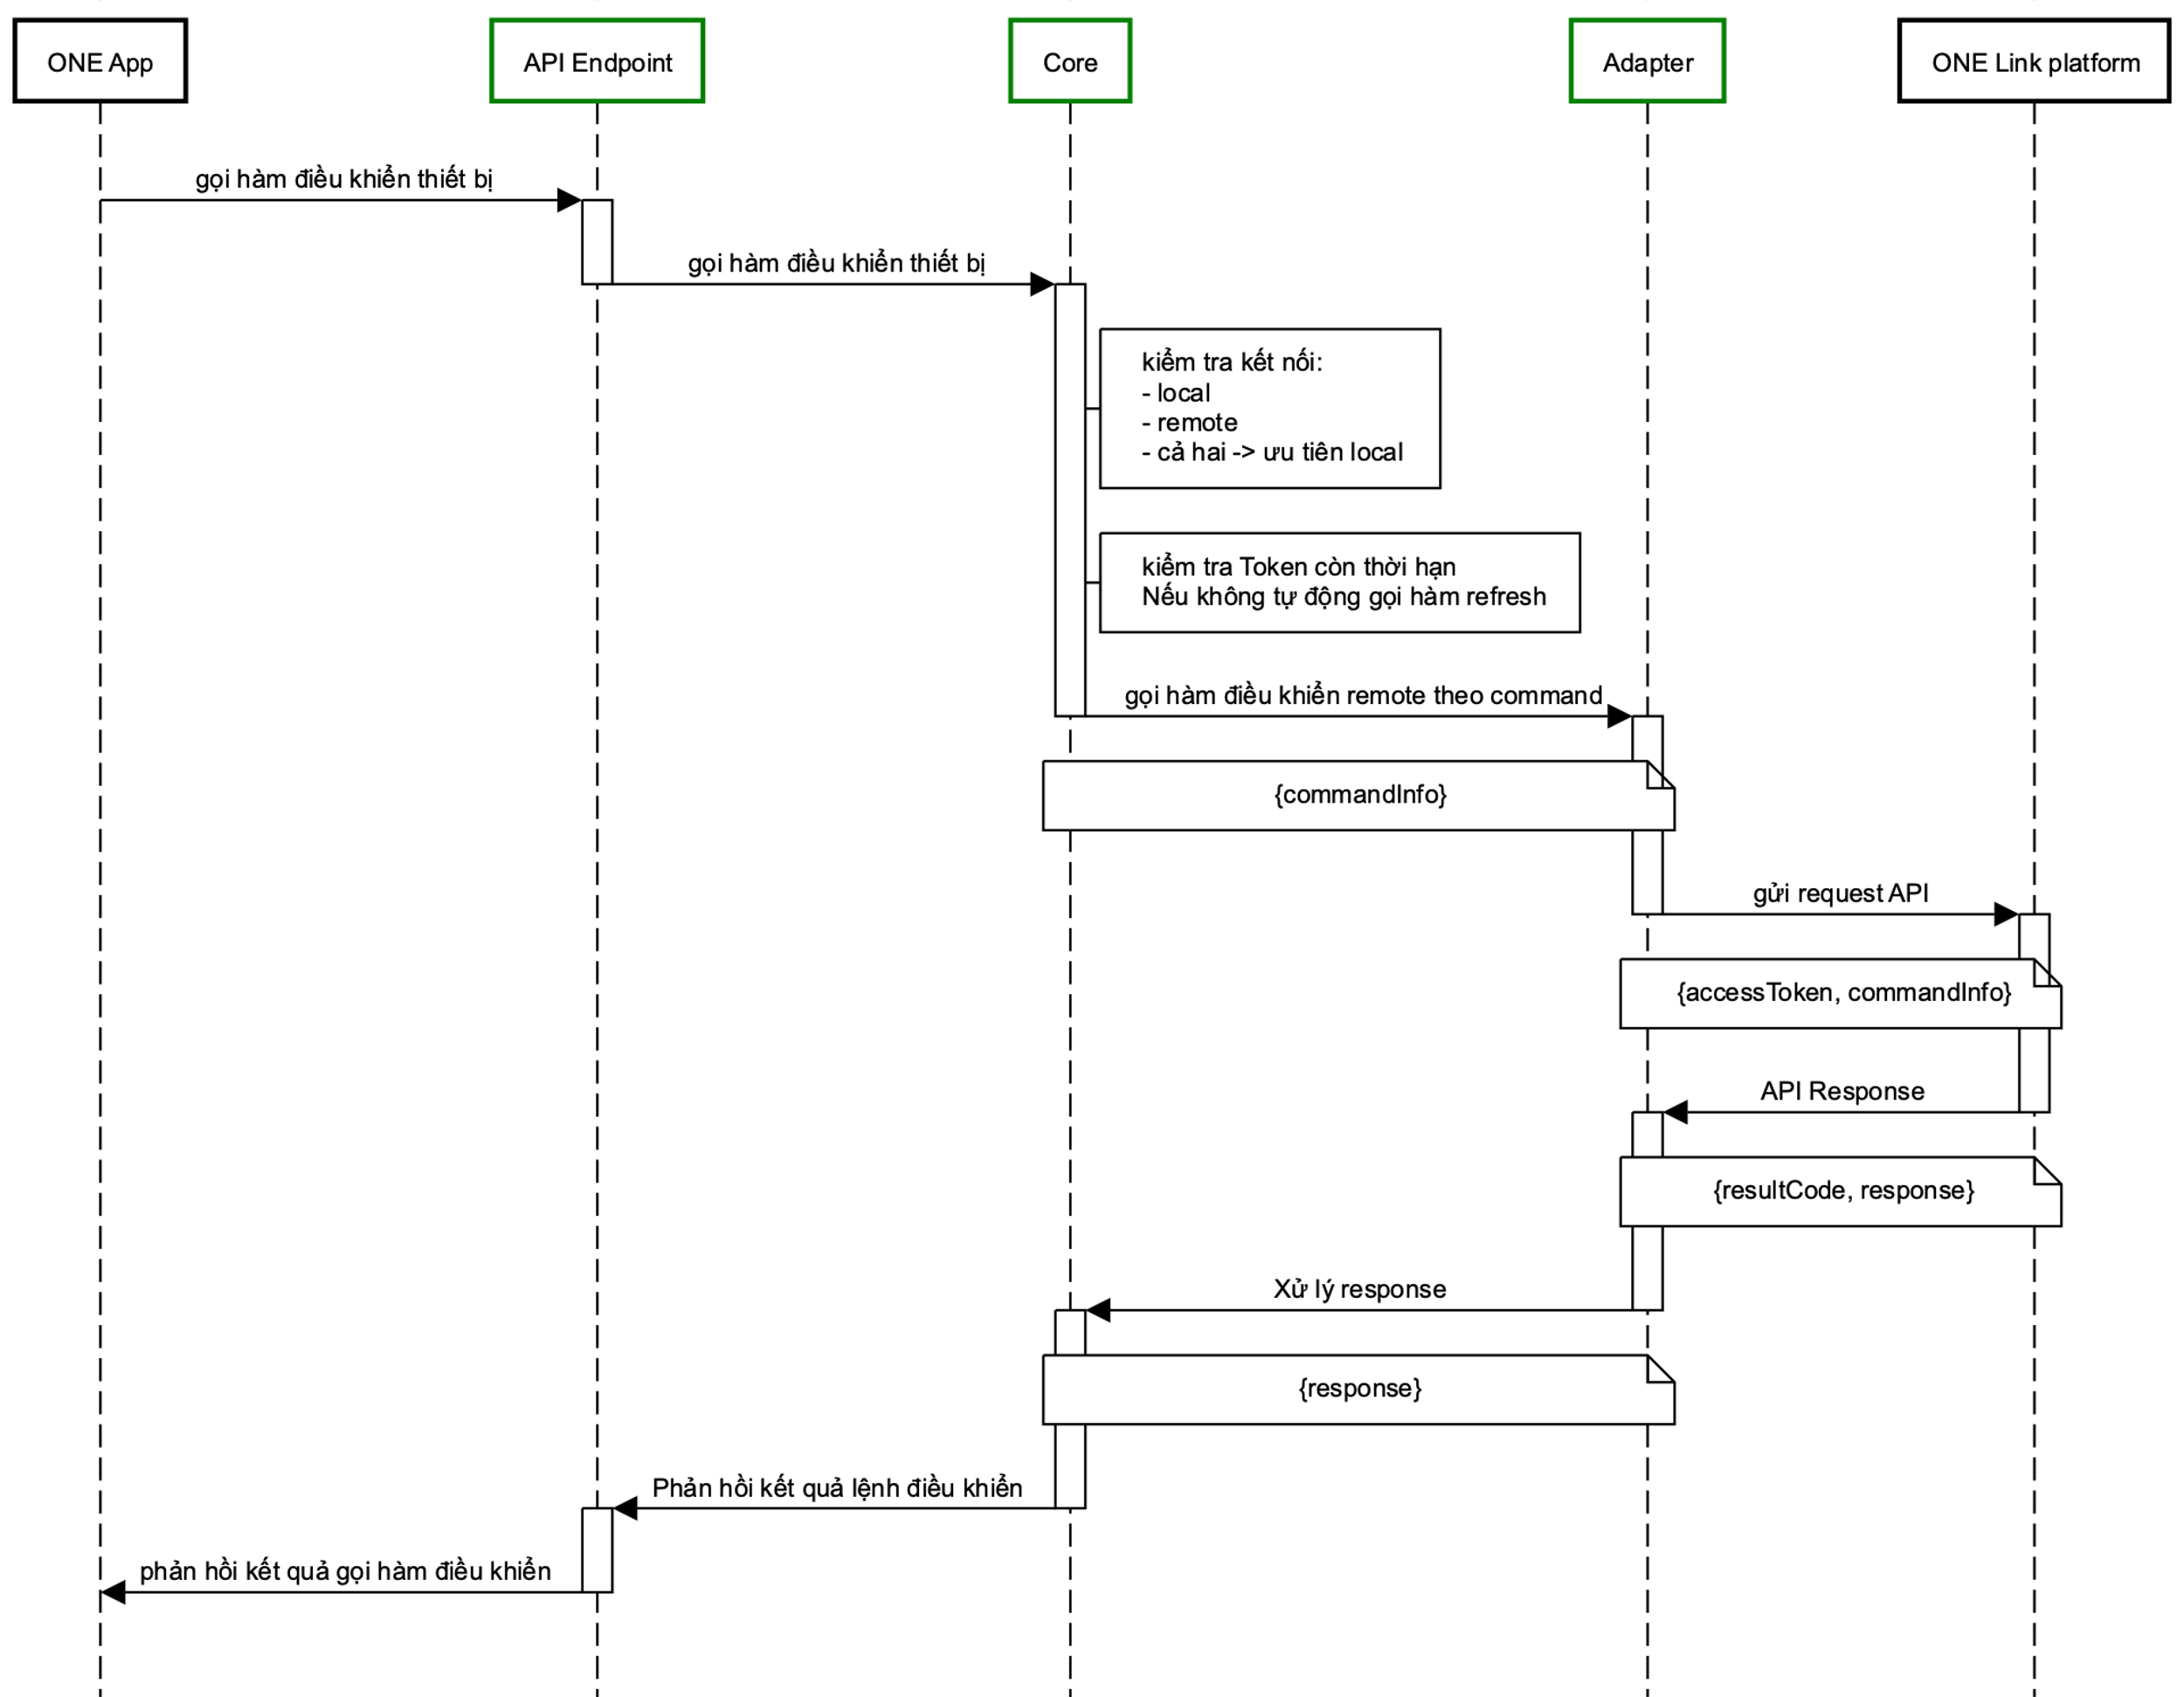 ONE App
API Endpoint
Core
Adapter
ONE Link platform
gọi hàm điều khiển thiết bị
gọi hàm điều khiển thiết bị
kiểm tra kết nối:
- local
- remote
- cả hai -> ưu tiên local
kiểm tra Token còn thời hạn
Nếu không tự động gọi hàm refresh
gọi hàm điều khiển remote theo command
{commandInfo}
gửi request API
{accessToken, commandInfo}
API Response
{resultCode, response}
Xử lý response
{response}
Phản hồi kết quả lệnh điều khiển
phản hồi kết quả gọi hàm điều khiển